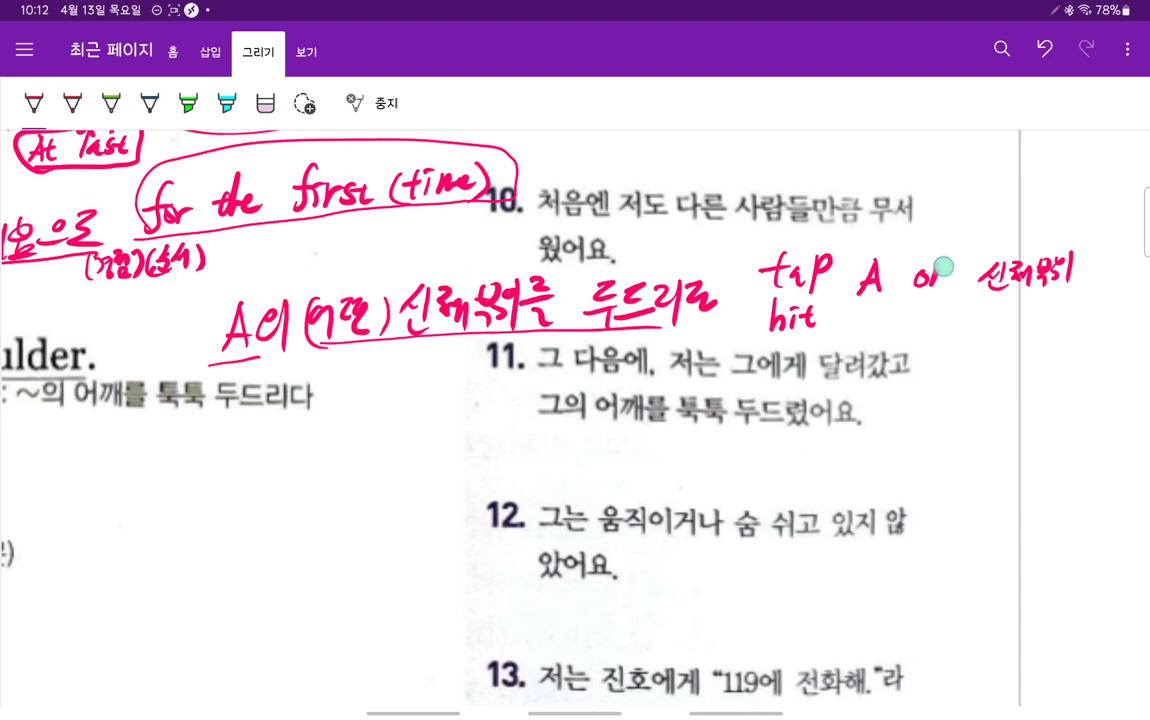 10:12 4월 13일 목요일 78%
최근 페이지 홈 삽입 그리기 보기
중지
At last
for the first (time)
10. 처음엔 저도 다른 사람들만큼 무서
웠어요.
으로
A의 (어떤) 신체부위를 두드리다
tap A on 신체부위
hit
ulder.
: ~의 어깨를 툭툭 두드리다
11. 그 다음에, 저는 그에게 달려갔고
그의 어깨를 툭툭 두드렸어요.
12. 그는 움직이거나 숨 쉬고 있지 않
았어요.
13. 저는 진호에게 “119에 전화해.”라